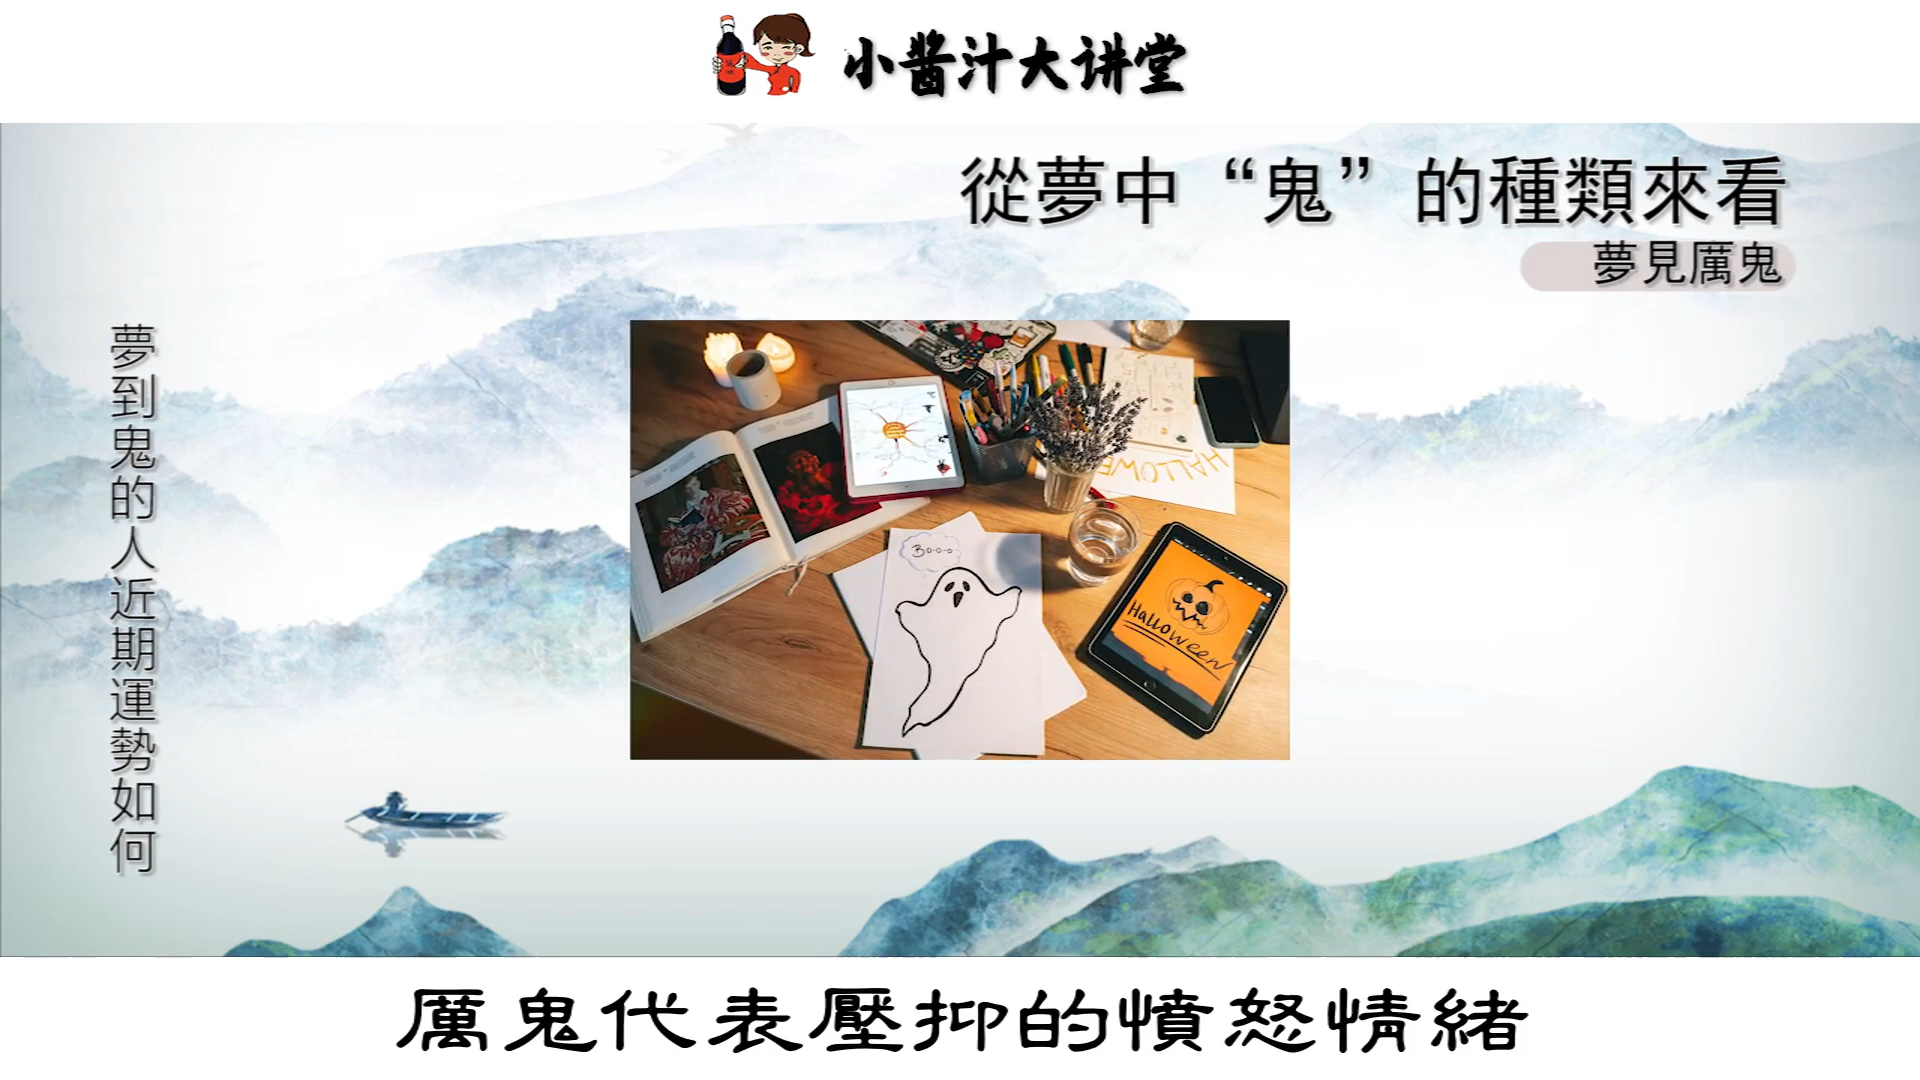 小醬汁大讲堂
從夢中“鬼”的種類來看
夢見厲鬼
夢到鬼的人近期運勢如何
HALLOWE
Booo
Halloween
厲鬼代表壓抑的憤怒情緒